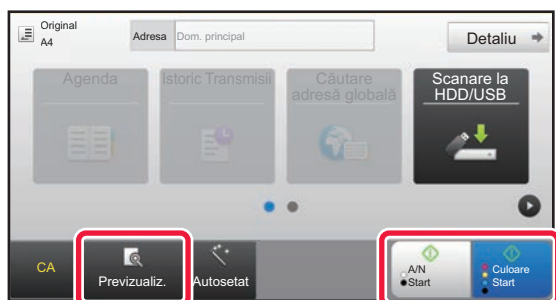 Original
A4
Adresa
Dom. principal
Detaliu
Agenda
Istoric Transmisii
Căutare
adresă globală
Scanare la
HDD/USB
CA
Previzualiz.
Autosetat
A/N
Start
Culoare
Start